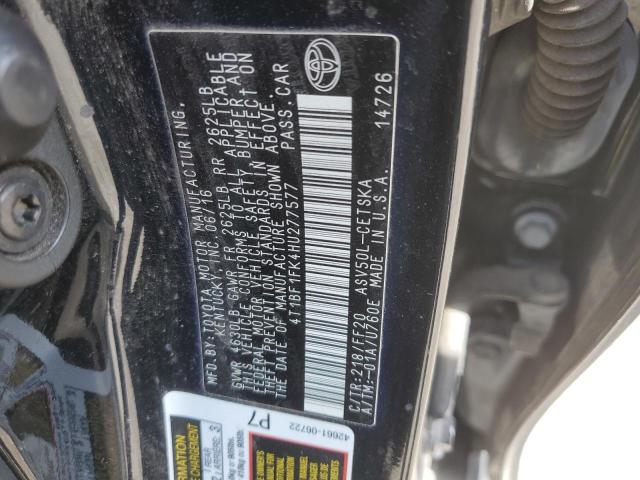 MFD. BY: TOYOTA MOTOR MANUFACTURING,
KENTUCKY, INC. 06/16
GVWR 4630LB GAWR FR 2625LB RR 2625LB
THIS VEHICLE CONFORMS TO ALL APPLICABLE
FEDERAL MOTOR VEHICLE SAFETY, BUMPER, AND
THEFT PREVENTION STANDARDS IN EFFECT ON
THE DATE OF MANUFACTURE SHOWN ABOVE.
4T1BF1FK4HU277577 PASS. CAR
C/TR: 218/FF20 ASV50L-CETSKA
A/TM: -01A/U760E MADE IN U.S.A. 14726
42661-06722
P7